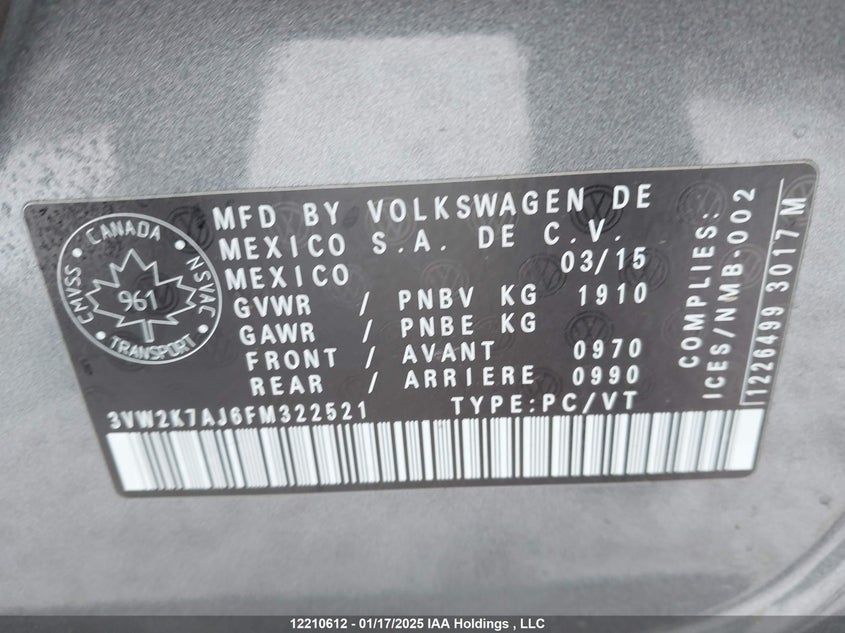 CANADA
CMVSS
NSVAC
961
TRANSPORT
MFD BY VOLKSWAGEN DE
MEXICO S.A. DE C.V.
MEXICO 03/15
GVWR / PNBV KG 1910
GAWR / PNBE KG
FRONT / AVANT 0970
REAR / ARRIERE 0990
3VW2K7AJ6FM322521 TYPE:PC/VT
COMPLIES:
ICES/NMB-002
1226499 3017 M
12210612 - 01/17/2025 IAA Holdings , LLC